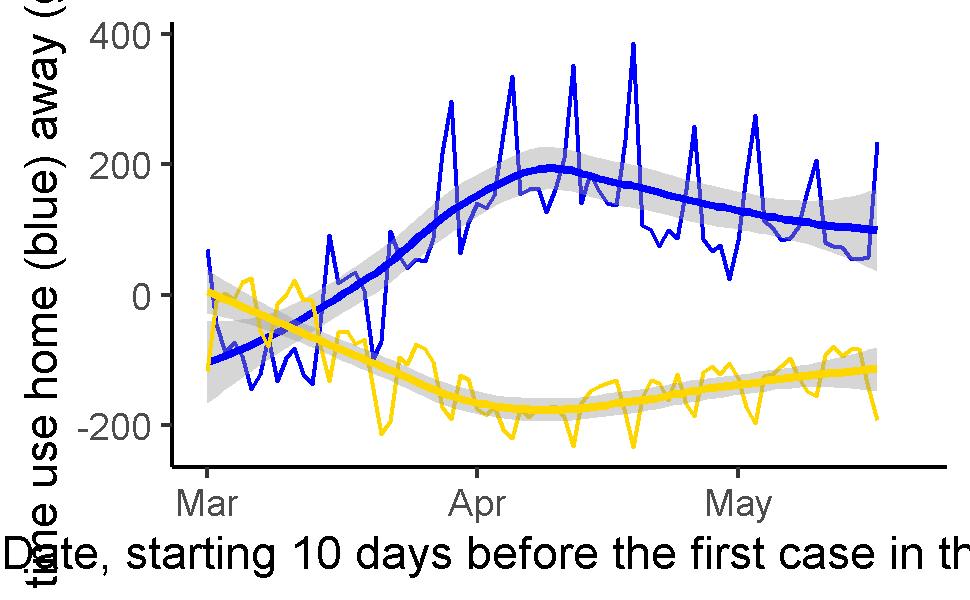 time use home (blue) away (
400
200
0
-200
Mar Apr May
Date, starting 10 days before the first case in th